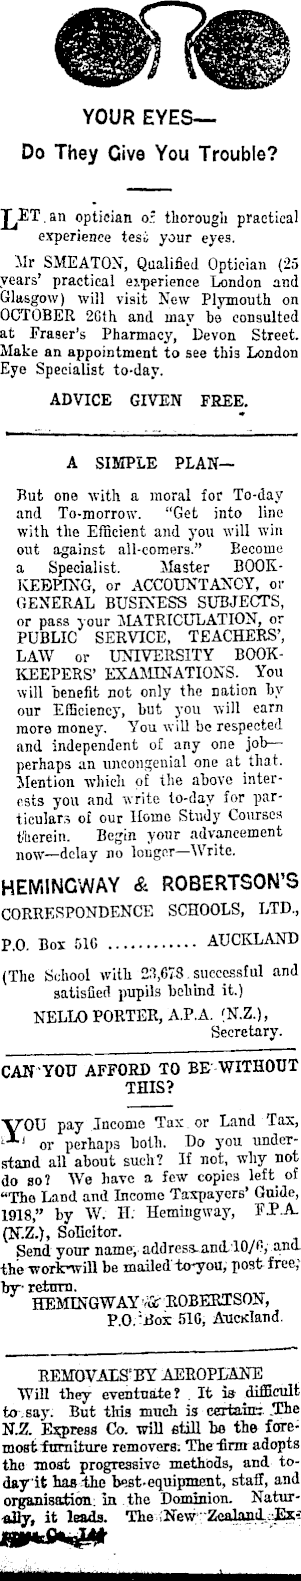 YOUR EYES—
Do They Give You Trouble?
LET an optician of thorough practical
experience test your eyes.
Mr SMEATON, Qualified Optician (25
years' practical experience London and
Glasgow) will visit New Plymouth on
OCTOBER 26th and may be consulted
at Fraser's Pharmacy, Devon Street.
Make an appointment to see this London
Eye Specialist to-day.
ADVICE GIVEN FREE.
A SIMPLE PLAN—
But one with a moral for To-day
and To-morrow. "Get into line
with the Efficient and you will win
out against all-comers." Become
a Specialist. Master BOOK-
KEEPING, or ACCOUNTANCY, or
GENERAL BUSINESS SUBJECTS,
or pass your MATRICULATION, or
PUBLIC SERVICE, TEACHERS',
LAW or UNIVERSITY BOOK-
KEEPERS' EXAMINATIONS. You
will benefit not only the nation by
our Efficiency, but you will earn
more money. You will be respected
and independent of any one job—
perhaps an uncongenial one at that.
Mention which of the above inter-
ests you and write to-day for par-
ticulars of our Home Study Courses
therein. Begin your advancement
now—delay no longer—Write.
HEMINGWAY & ROBERTSON'S
CORRESPONDENCE SCHOOLS, LTD.,
P.O. Box 516 ............ AUCKLAND
(The School with 23,678 successful and
satisfied pupils behind it.)
NELLO PORTER, A.P.A. (N.Z.),
Secretary.
CAN YOU AFFORD TO BE WITHOUT
THIS?
YOU pay Income Tax or Land Tax,
or perhaps both. Do you under-
stand all about such? If not, why not
do so? We have a few copies left of
"The Land and Income Taxpayers' Guide,
1918," by W. H. Hemingway, F.P.A.
(N.Z.), Solicitor.
Send your name, address and 10/6, and
the work will be mailed to you, post free,
by return.
HEMINGWAY & ROBERTSON,
P.O. Box 516, Auckland.
REMOVALS BY AEROPLANE
Will they eventuate? It is difficult
to say. But this much is certain: The
N.Z. Express Co. will still be the fore-
most furniture removers. The firm adopts
the most progressive methods, and to-
day it has the best equipment, staff, and
organisation in the Dominion. Natur-
ally, it leads. The New Zealand Ex-
press Co., Ltd